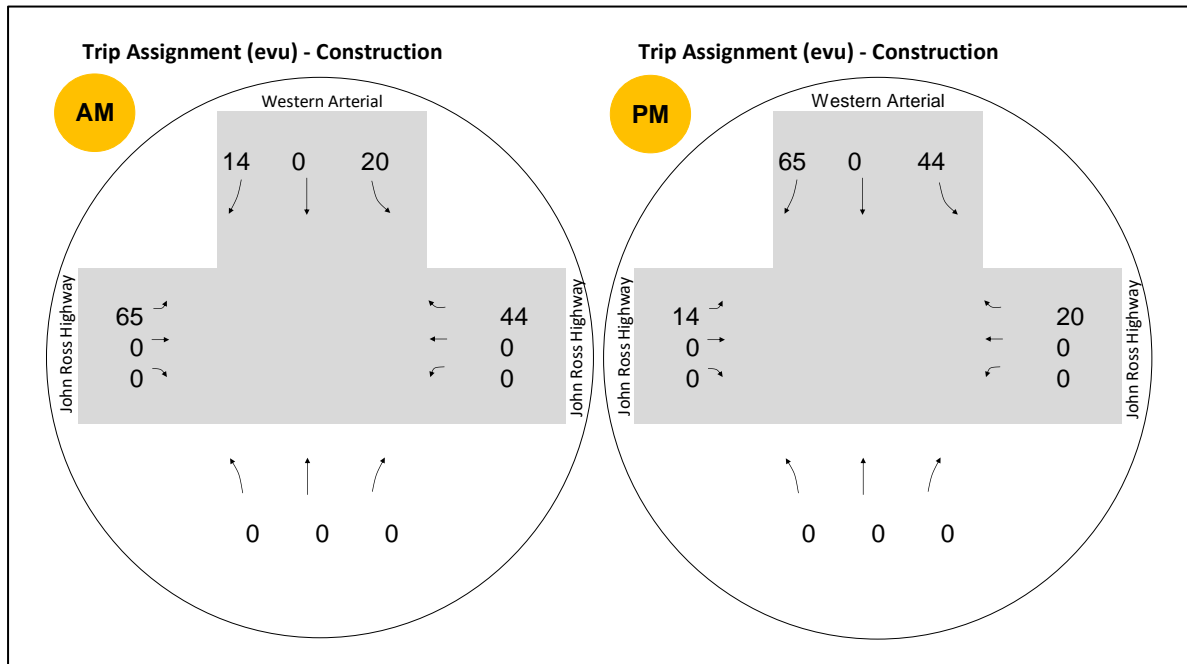 Trip Assignment (evu) - Construction
AM
Western Arterial
14 0 20
John Ross Highway
65
0
0
44
0
0
John Ross Highway
0 0 0
Trip Assignment (evu) - Construction
PM
Western Arterial
65 0 44
John Ross Highway
14
0
0
20
0
0
John Ross Highway
0 0 0